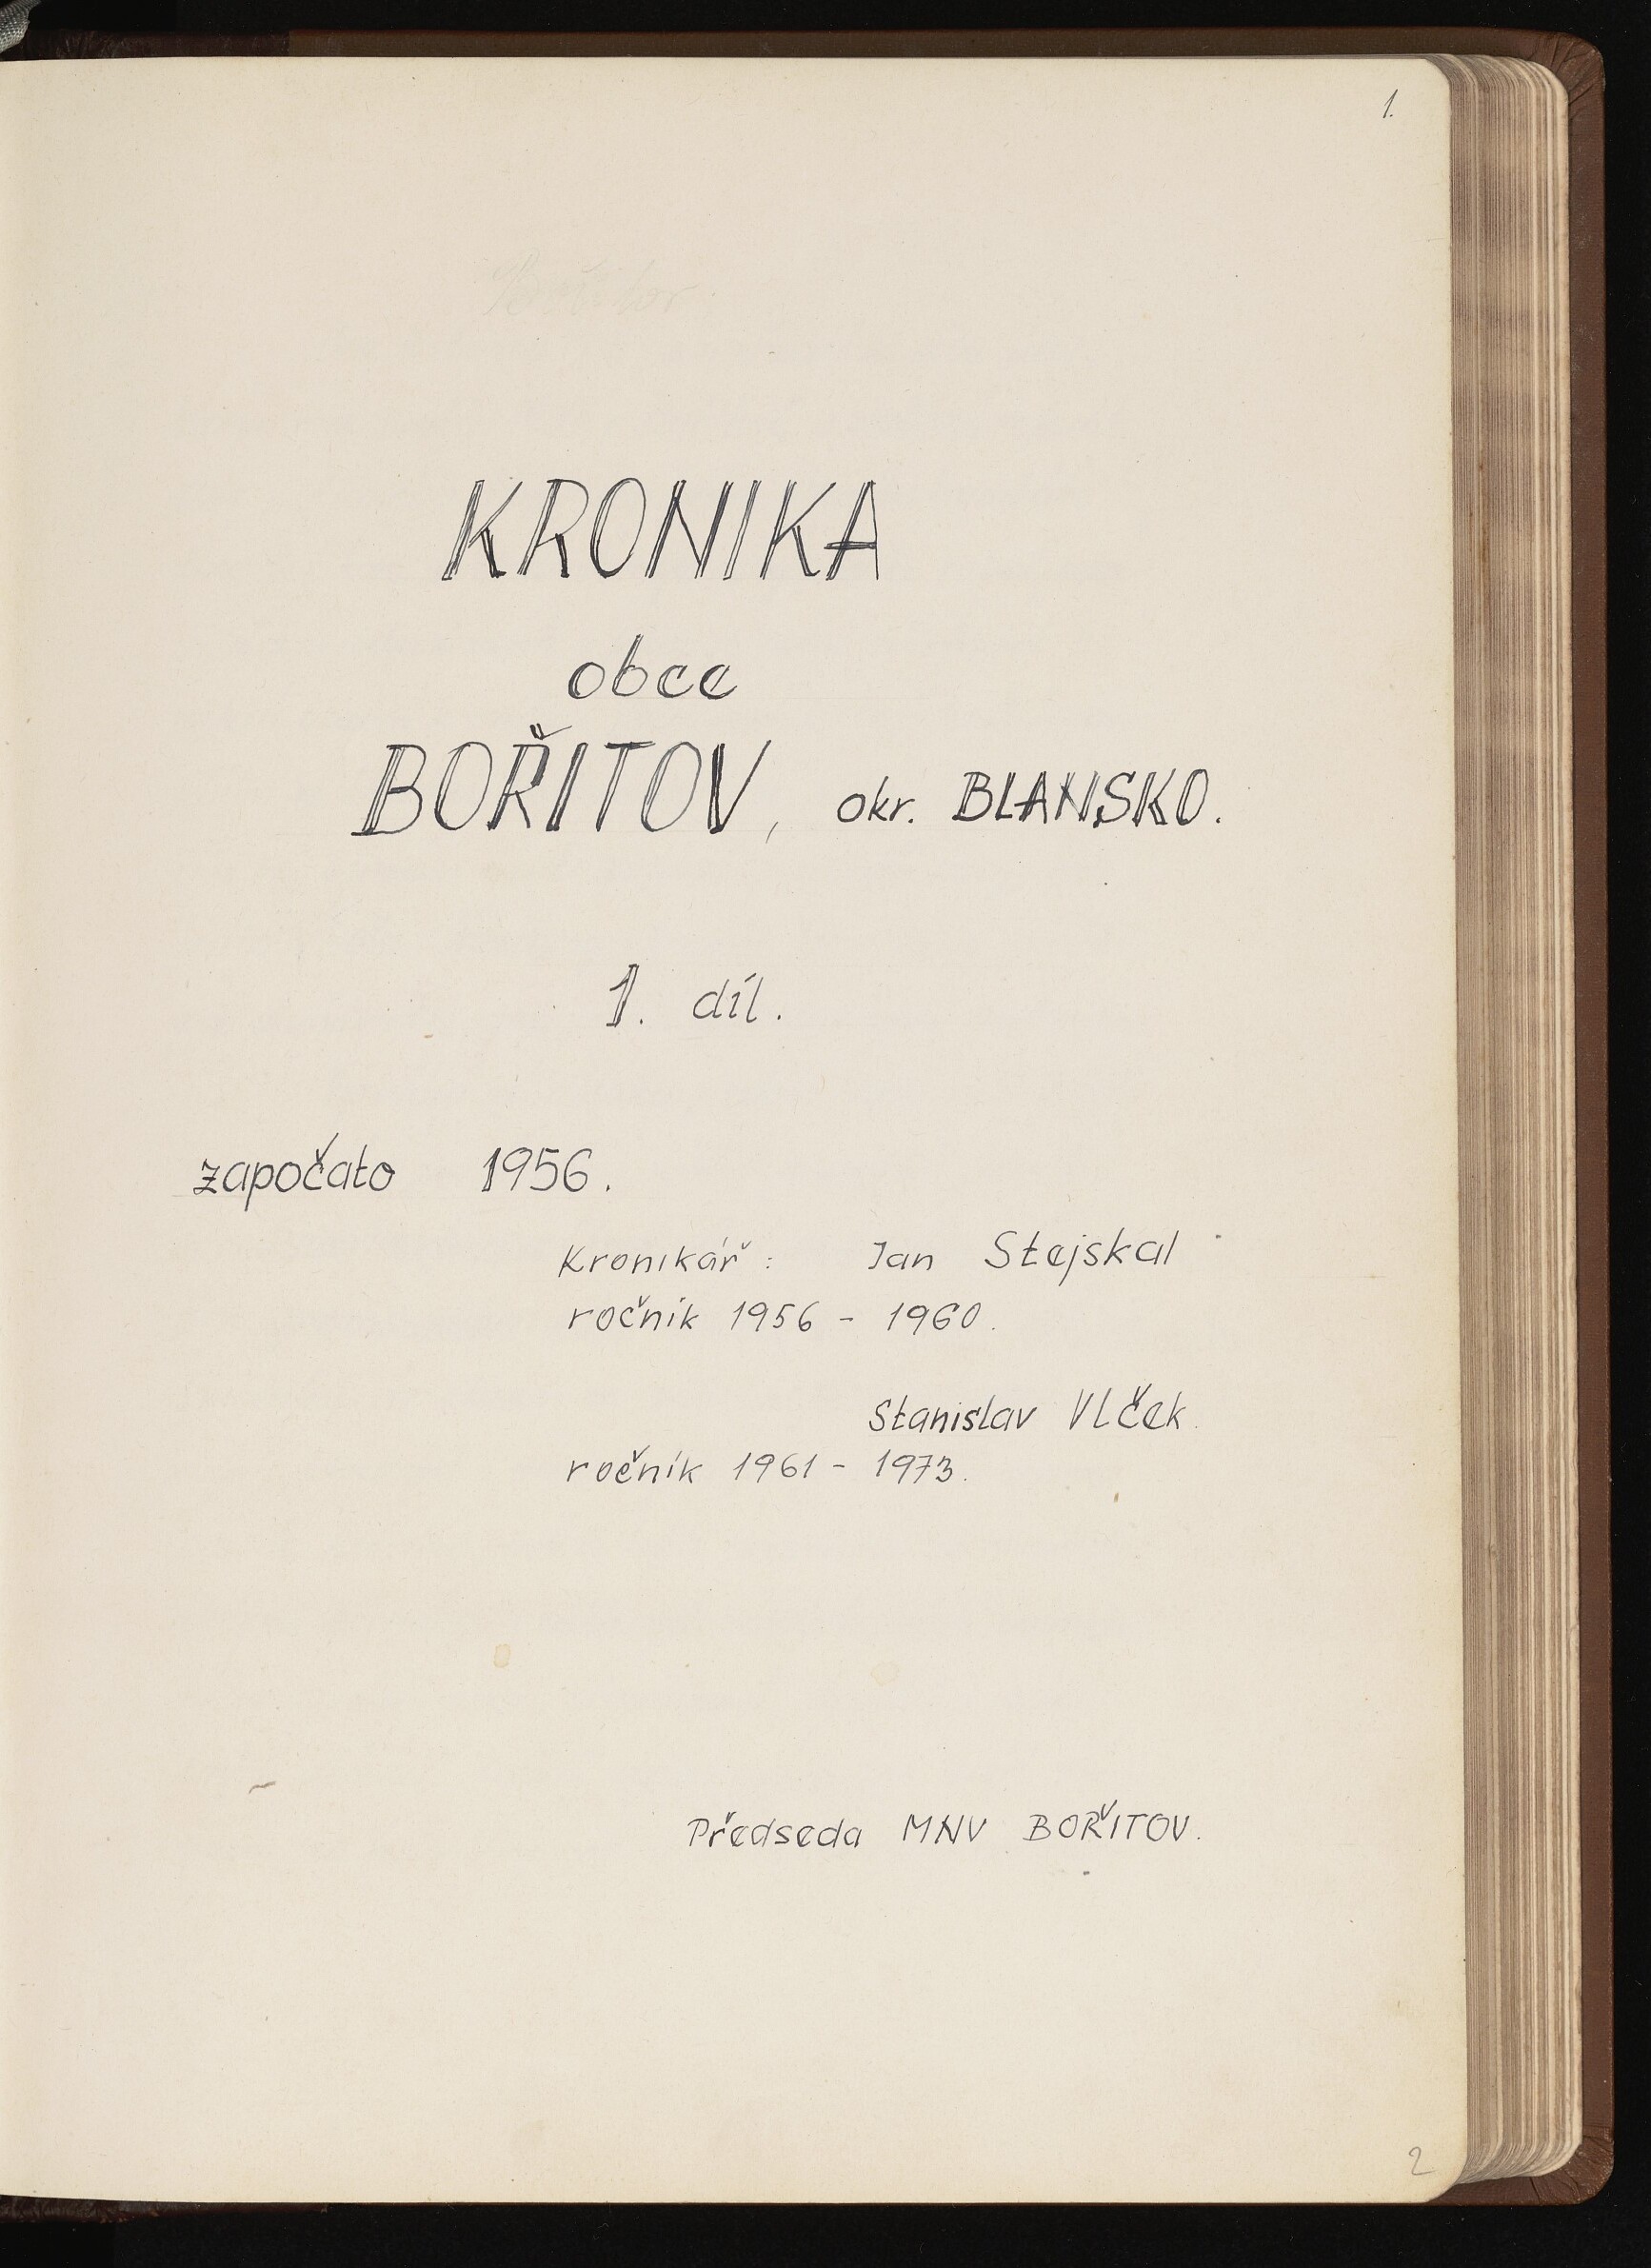 1.
KRONIKA
obce
BOŘITOV, okr. BLANSKO.
1. díl.
započato 1956.
Kronikář: Jan Stejskal
ročník 1956 - 1960.
Stanislav Vlček.
ročník 1961 - 1973.
Předseda MNV BOŘITOV.
2